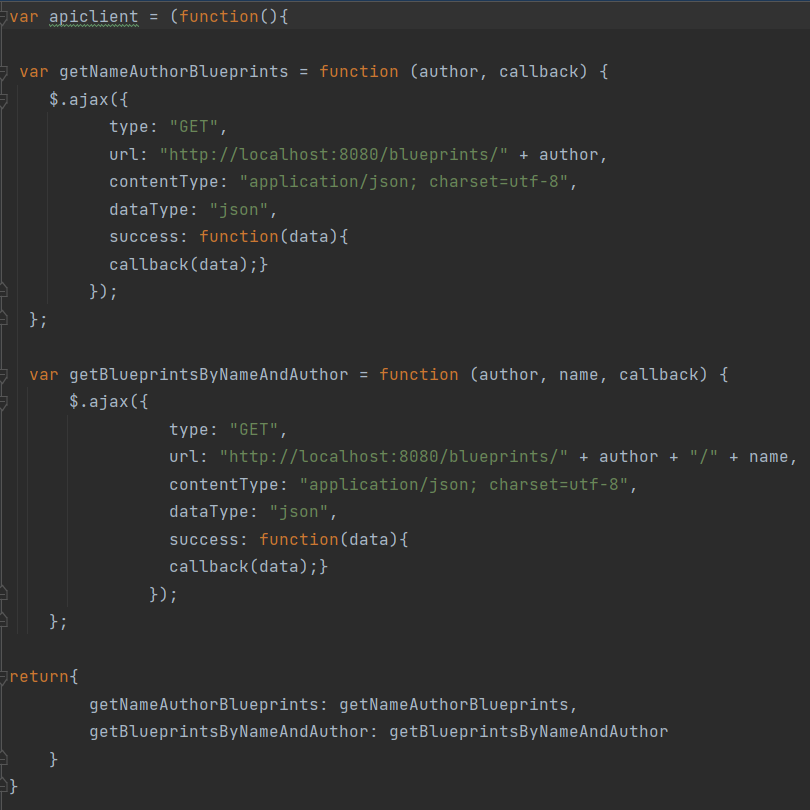 var apiclient = (function(){
var getNameAuthorBlueprints = function (author, callback) {
$.ajax({
type: "GET",
url: "http://localhost:8080/blueprints/" + author,
contentType: "application/json; charset=utf-8",
dataType: "json",
success: function(data){
callback(data);}
});
};
var getBlueprintsByNameAndAuthor = function (author, name, callback) {
$.ajax({
type: "GET",
url: "http://localhost:8080/blueprints/" + author + "/" + name,
contentType: "application/json; charset=utf-8",
dataType: "json",
success: function(data){
callback(data);}
});
};
return{
getNameAuthorBlueprints: getNameAuthorBlueprints,
getBlueprintsByNameAndAuthor: getBlueprintsByNameAndAuthor
}
}